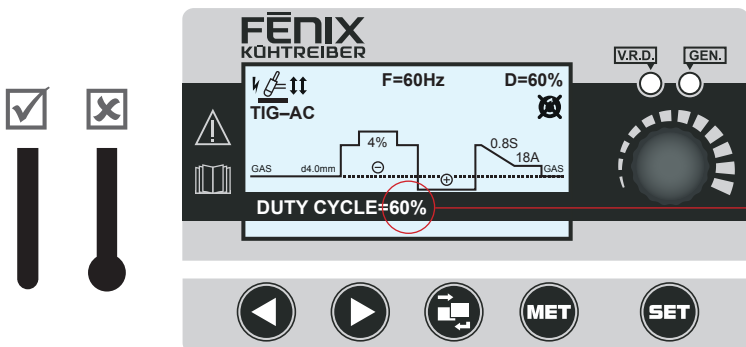 FĒNIX
KÜHTREIBER
V.R.D.
GEN.
F=60Hz
D=60%
TIG–AC
4%
0.8S
18A
GAS
d4.0mm
GAS
DUTY CYCLE=60%
MET
SET